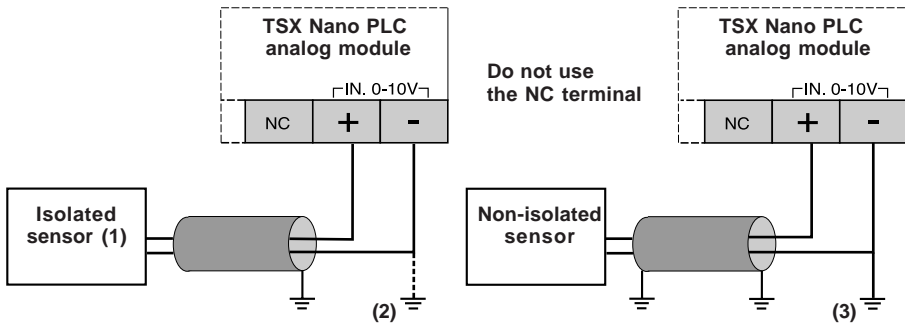 TSX Nano PLC
analog module
IN. 0-10V
NC + -
Isolated
sensor (1)
(2)
Do not use
the NC terminal
TSX Nano PLC
analog module
IN. 0-10V
NC + -
Non-isolated
sensor
(3)